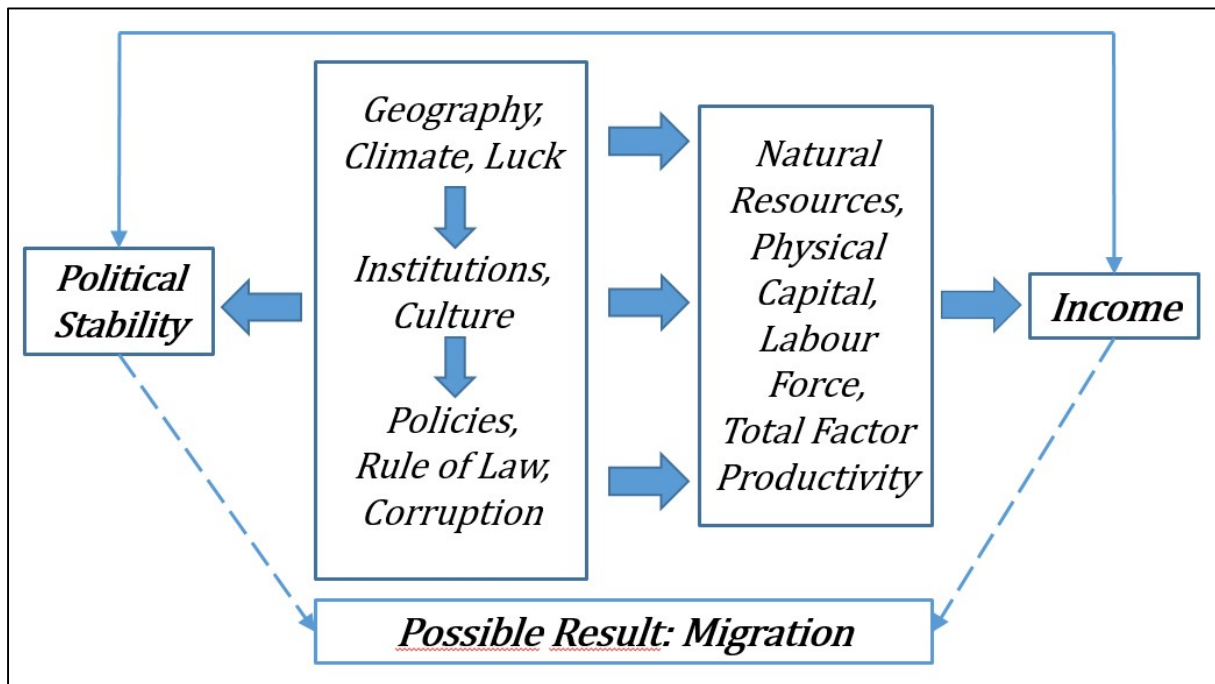 Geography,
Climate, Luck
Institutions,
Culture
Policies,
Rule of Law,
Corruption
Political
Stability
Natural
Resources,
Physical
Capital,
Labour
Force,
Total Factor
Productivity
Income
Possible Result: Migration